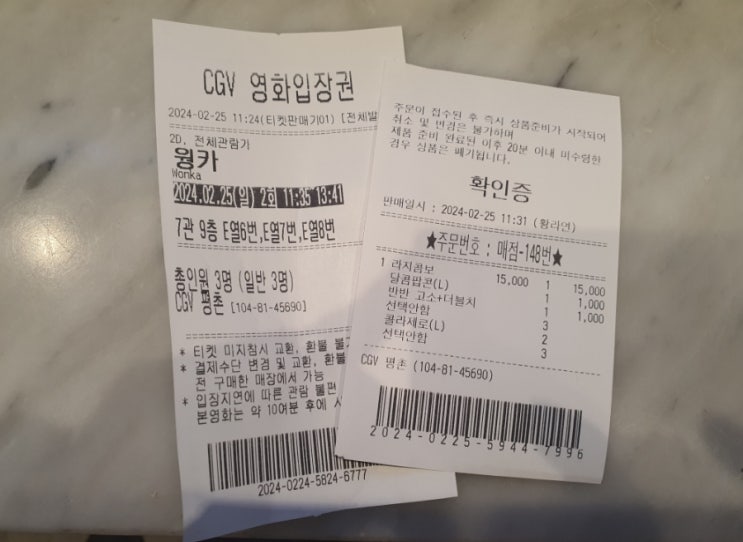 CGV 영화입장권
2024-02-25 11:24(티켓판매기01) [전체발
2D, 전체관람가
웡카
Wonka
2024.02.25(일) 2회 11:35 13:41
7관 9층 E열6번,E열7번,E열8번
총인원 3명 (일반 3명)
CGV 평촌 [104-81-45690]
* 티켓 미지참시 교환, 환불 불
* 결제수단 변경 및 교환, 환불
전 구매한 매장에서 가능
* 입장지연에 따른 관람 불편
본영화는 약 10여분 후에 시
2024-0224-5824-6777
주문이 접수된 후 즉시 상품준비가 시작되어
취소 및 변경은 불가하며
제품 준비 완료된 이후 20분 이내 미수령한
경우 상품은 폐기됩니다.
확인증
판매일시 : 2024-02-25 11:31 (황리연)
★주문번호 : 매점-148번★
1 라지콤보 15,000 1 15,000
달콤팝콘(L) 1 1,000
반반 고소+더블치 1 1,000
선택안함 3
콜라제로(L) 2
선택안함 3
CGV 평촌 (104-81-45690)
2024-0225-5944-7996